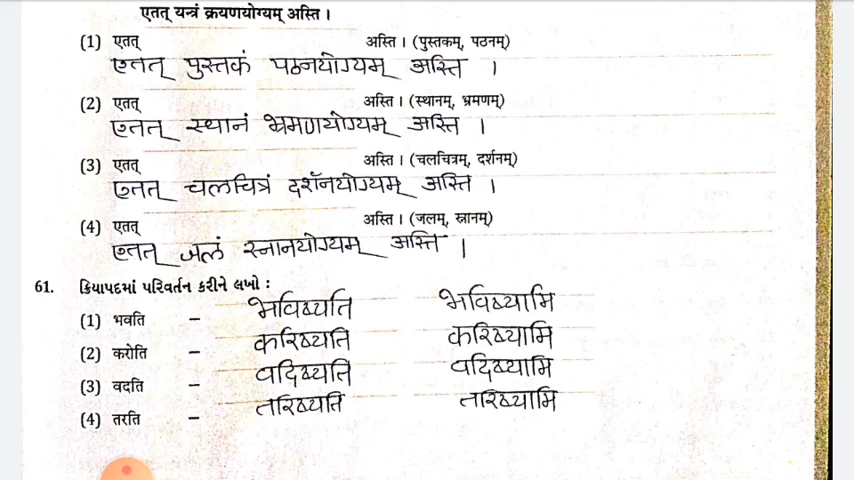 एतत् यन्त्रं क्रयणयोग्यम् अस्ति ।
(1) एतत् अस्ति । (पुस्तकम्, पठनम्)
एतत् पुस्तकं पठनयोग्यम् अस्ति ।
(2) एतत् अस्ति । (स्थानम्, भ्रमणम्)
एतत् स्थानं भ्रमणयोग्यम् अस्ति ।
(3) एतत् अस्ति । (चलचित्रम्, दर्शनम्)
एतत् चलचित्रं दर्शनयोग्यम् अस्ति ।
(4) एतत् अस्ति । (जलम्, स्नानम्)
एतत् जलं स्नानयोग्यम् अस्ति ।
61. ક્રિયાપદમાં પરિવર્તન કરીને લખો :
(1) भवति – भविष्यति भविष्यामि
(2) करोति – करिष्यति करिष्यामि
(3) वदति – वदिष्यति वदिष्यामि
(4) तरति – तरिष्यति तरिष्यामि